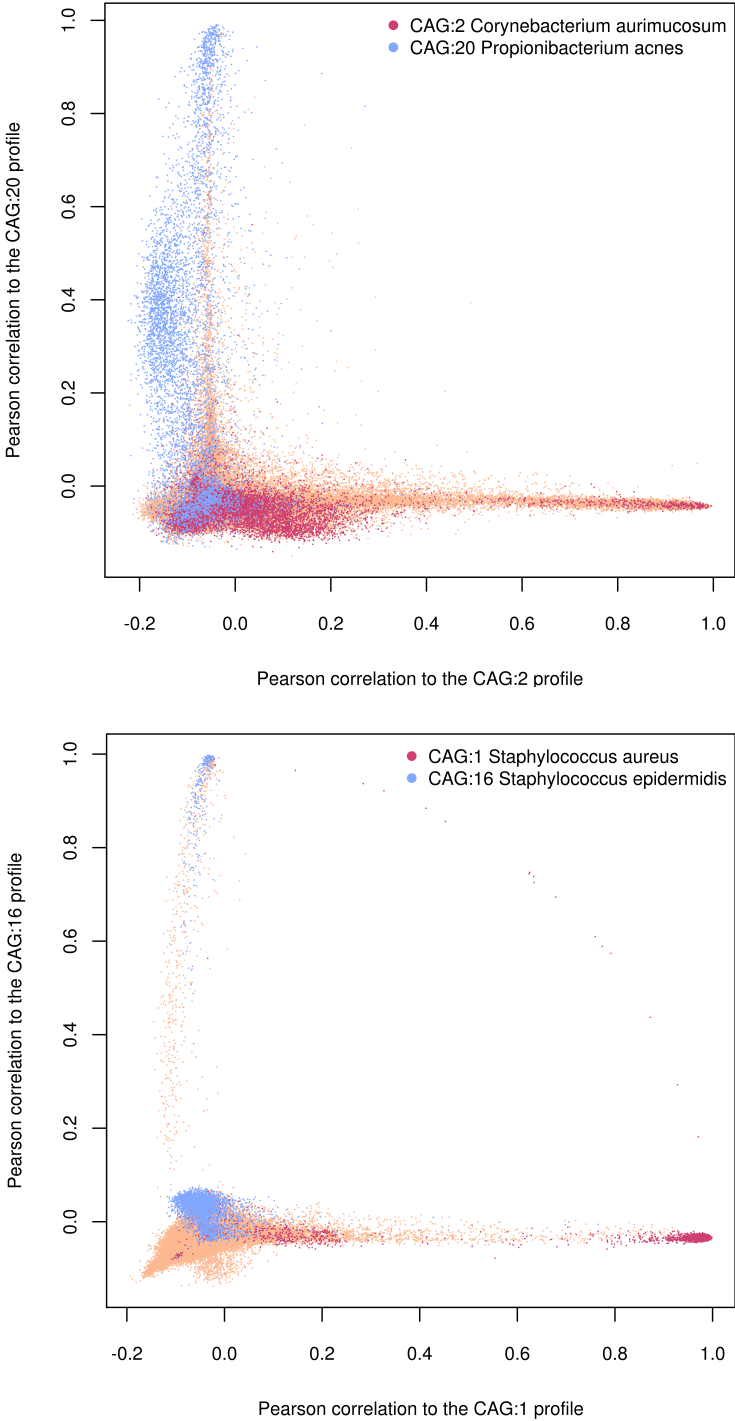 CAG:2 Corynebacterium aurimucosum
CAG:20 Propionibacterium acnes
Pearson correlation to the CAG:20 profile
1.0
0.8
0.6
0.4
0.2
0.0
-0.2 0.0 0.2 0.4 0.6 0.8 1.0
Pearson correlation to the CAG:2 profile
CAG:1 Staphylococcus aureus
CAG:16 Staphylococcus epidermidis
Pearson correlation to the CAG:16 profile
1.0
0.8
0.6
0.4
0.2
0.0
-0.2 0.0 0.2 0.4 0.6 0.8 1.0
Pearson correlation to the CAG:1 profile